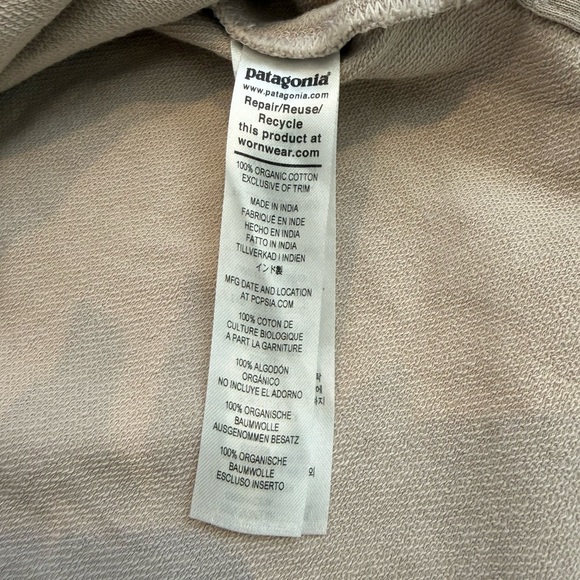 patagonia®
www.patagonia.com
Repair/Reuse/
Recycle
this product at
wornwear.com
100% ORGANIC COTTON
EXCLUSIVE OF TRIM
MADE IN INDIA
FABRIQUÉ EN INDE
HECHO EN INDIA
FATTO IN INDIA
TILLVERKAD I INDIEN
インド製
MFG DATE AND LOCATION
AT PCPSIA.COM
100% COTON DE
CULTURE BIOLOGIQUE
A PART LA GARNITURE
100% ALGODÓN
ORGÁNICO
NO INCLUYE EL ADORNO
100% ORGANISCHE
BAUMWOLLE
AUSGENOMMEN BESATZ
100% ORGANISCHE
BAUMWOLLE
ESCLUSO INSERTO
외